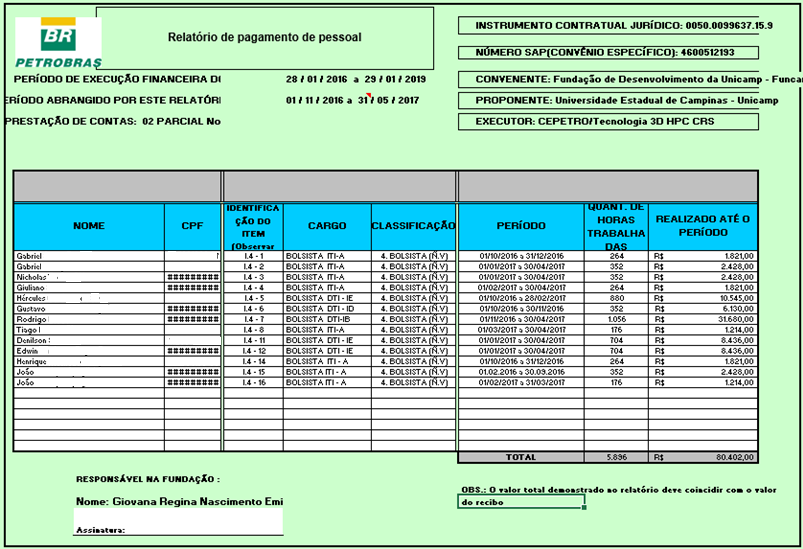 BR
PETROBRAS
Relatório de pagamento de pessoal
INSTRUMENTO CONTRATUAL JURÍDICO: 0050.0099637.15.9
NÚMERO SAP(CONVÊNIO ESPECÍFICO): 4600512193
PERÍODO DE EXECUÇÃO FINANCEIRA DO 28 / 01 / 2016 a 29 / 01 / 2019
CONVENENTE: Fundação de Desenvolvimento da Unicamp - Funcam
ERÍODO ABRANGIDO POR ESTE RELATÓRI 01 / 11 / 2016 a 31 / 05 / 2017
PROPONENTE: Universidade Estadual de Campinas - Unicamp
PRESTAÇÃO DE CONTAS: 02 PARCIAL No
EXECUTOR: CEPETRO/Tecnologia 3D HPC CRS
NOME CPF IDENTIFICA ÇÃO DO ITEM (Observar CARGO CLASSIFICAÇÃO PERÍODO QUANT. DE HORAS TRABALHA DAS REALIZADO ATÉ O PERÍODO
Gabriel I.4 - 1 BOLSISTA ITI-A 4. BOLSISTA (Ñ.V) 01/10/2016 a 31/12/2016 264 R$ 1.821,00
Gabriel I.4 - 2 BOLSISTA ITI-A 4. BOLSISTA (Ñ.V) 01/01/2017 a 30/04/2017 352 R$ 2.428,00
Nicholas ######### I.4 - 3 BOLSISTA ITI-A 4. BOLSISTA (Ñ.V) 01/01/2017 a 30/04/2017 352 R$ 2.428,00
Giuliano ######### I.4 - 4 BOLSISTA ITI-A 4. BOLSISTA (Ñ.V) 01/02/2017 a 30/04/2017 264 R$ 1.821,00
Hércules I.4 - 5 BOLSISTA DTI - IE 4. BOLSISTA (Ñ.V) 01/10/2016 a 28/02/2017 880 R$ 10.545,00
Gustavo ######### I.4 - 6 BOLSISTA DTI - ID 4. BOLSISTA (Ñ.V) 01/10/2016 a 30/11/2016 352 R$ 6.130,00
Rodrigo ######### I.4 - 7 BOLSISTA DTI-IB 4. BOLSISTA (Ñ.V) 01/11/2016 a 30/04/2017 1.056 R$ 31.680,00
Tiago I.4 - 8 BOLSISTA ITI-A 4. BOLSISTA (Ñ.V) 01/03/2017 a 30/04/2017 176 R$ 1.214,00
Denilson I.4 - 11 BOLSISTA DTI - IE 4. BOLSISTA (Ñ.V) 01/01/2017 a 30/04/2017 704 R$ 8.436,00
Edwin ######### I.4 - 12 BOLSISTA DTI - IE 4. BOLSISTA (Ñ.V) 01/01/2017 a 30/04/2017 704 R$ 8.436,00
Henrique I.4 - 14 BOLSISTA ITI - A 4. BOLSISTA (Ñ.V) 01/10/2016 a 31/12/2016 264 R$ 1.821,00
João ######### I.4 - 15 BOLSISTA ITI - A 4. BOLSISTA (Ñ.V) 01.02.2016 a 30.09.2016 352 R$ 2.428,00
João ######### I.4 - 16 BOLSISTA ITI - A 4. BOLSISTA (Ñ.V) 01/02/2017 a 31/03/2017 176 R$ 1.214,00
TOTAL 5.896 R$ 80.402,00
RESPONSÁVEL NA FUNDAÇÃO :
OBS.: O valor total demonstrado no relatório deve coincidir com o valor
do recibo
Nome: Giovana Regina Nascimento Emi
Assinatura: